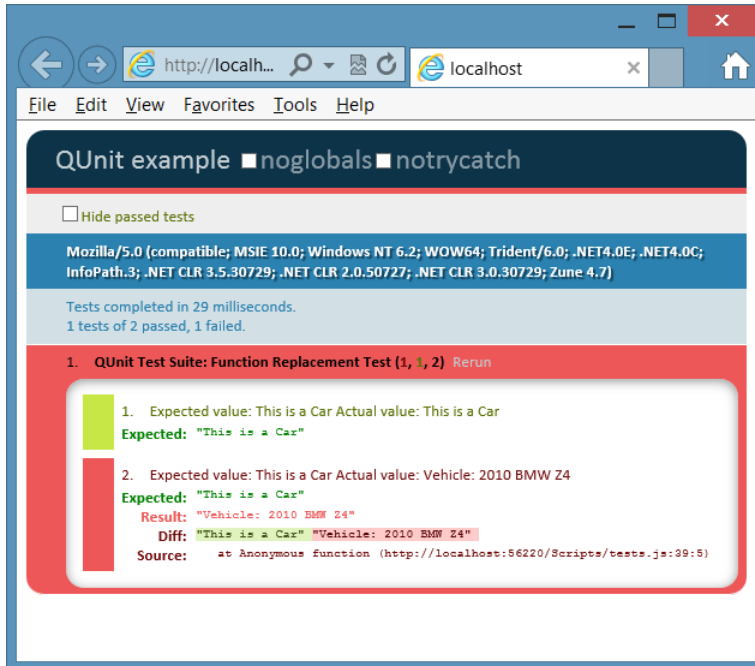 http://localh...
localhost
File Edit View Favorites Tools Help
QUnit example noglobals notrycatch
Hide passed tests
Mozilla/5.0 (compatible; MSIE 10.0; Windows NT 6.2; WOW64; Trident/6.0; .NET4.0E; .NET4.0C;
InfoPath.3; .NET CLR 3.5.30729; .NET CLR 2.0.50727; .NET CLR 3.0.30729; Zune 4.7)
Tests completed in 29 milliseconds.
1 tests of 2 passed, 1 failed.
1. QUnit Test Suite: Function Replacement Test (1, 1, 2) Rerun
1. Expected value: This is a Car Actual value: This is a Car
Expected: "This is a Car"
2. Expected value: This is a Car Actual value: Vehicle: 2010 BMW Z4
Expected: "This is a Car"
Result: "Vehicle: 2010 BMW Z4"
Diff: "This is a Car" "Vehicle: 2010 BMW Z4"
Source: at Anonymous function (http://localhost:56220/Scripts/tests.js:39:5)